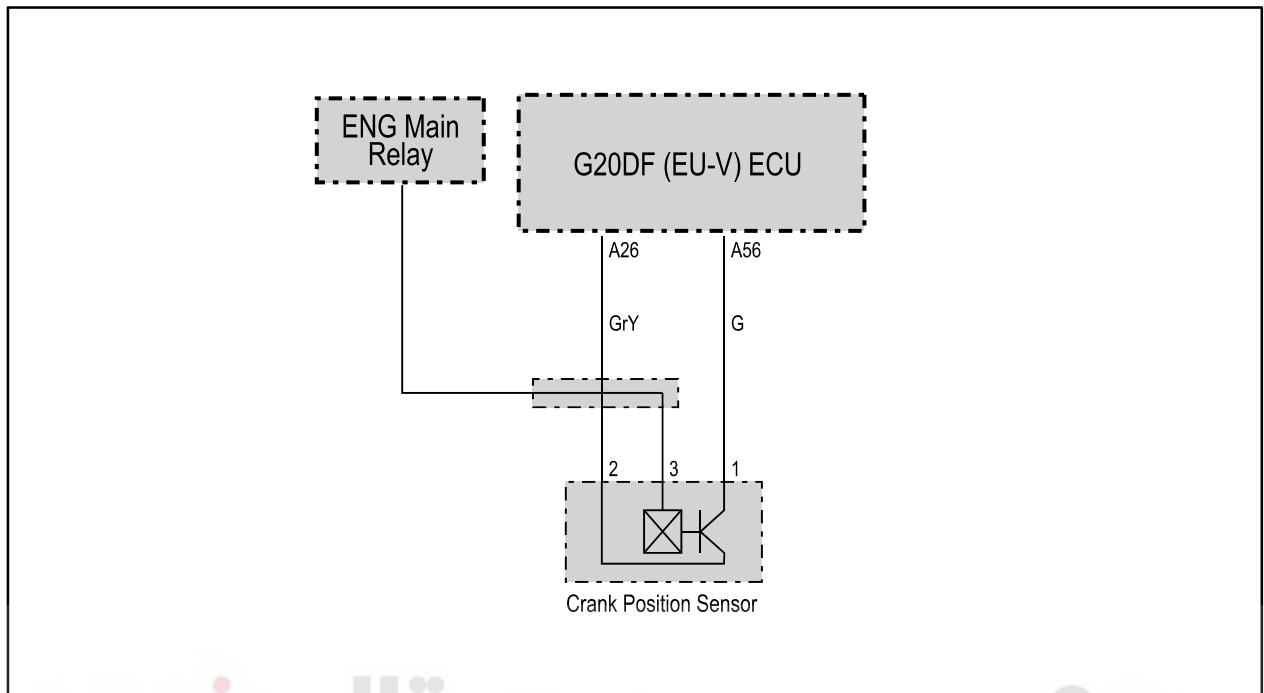 ENG Main
Relay
G20DF (EU-V) ECU
A26
A56
GrY
G
2
3
1
Crank Position Sensor